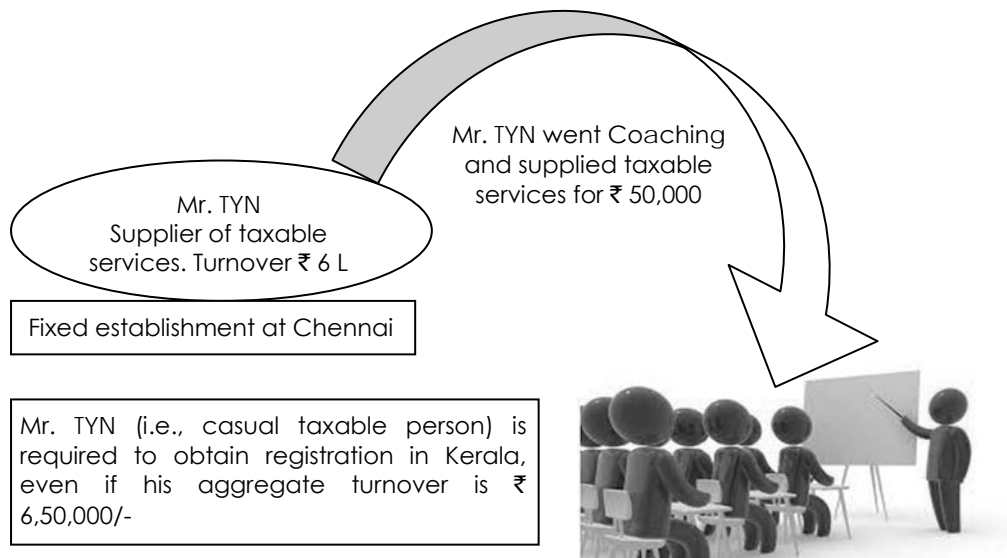 Mr. TYN went Coaching
and supplied taxable
services for ₹ 50,000
Mr. TYN
Supplier of taxable
services. Turnover ₹ 6 L
Fixed establishment at Chennai
Mr. TYN (i.e., casual taxable person) is
required to obtain registration in Kerala,
even if his aggregate turnover is ₹
6,50,000/-